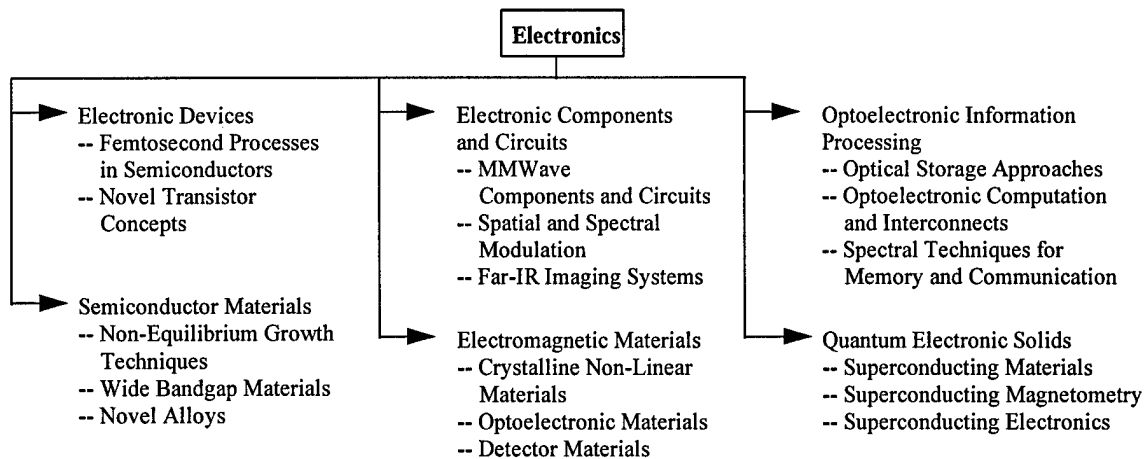 Electronics
Electronic Devices
-- Femtosecond Processes
in Semiconductors
-- Novel Transistor
Concepts
Semiconductor Materials
-- Non-Equilibrium Growth
Techniques
-- Wide Bandgap Materials
-- Novel Alloys
Electronic Components
and Circuits
-- MMWave
Components and Circuits
-- Spatial and Spectral
Modulation
-- Far-IR Imaging Systems
Electromagnetic Materials
-- Crystalline Non-Linear
Materials
-- Optoelectronic Materials
-- Detector Materials
Optoelectronic Information
Processing
-- Optical Storage Approaches
-- Optoelectronic Computation
and Interconnects
-- Spectral Techniques for
Memory and Communication
Quantum Electronic Solids
-- Superconducting Materials
-- Superconducting Magnetometry
-- Superconducting Electronics